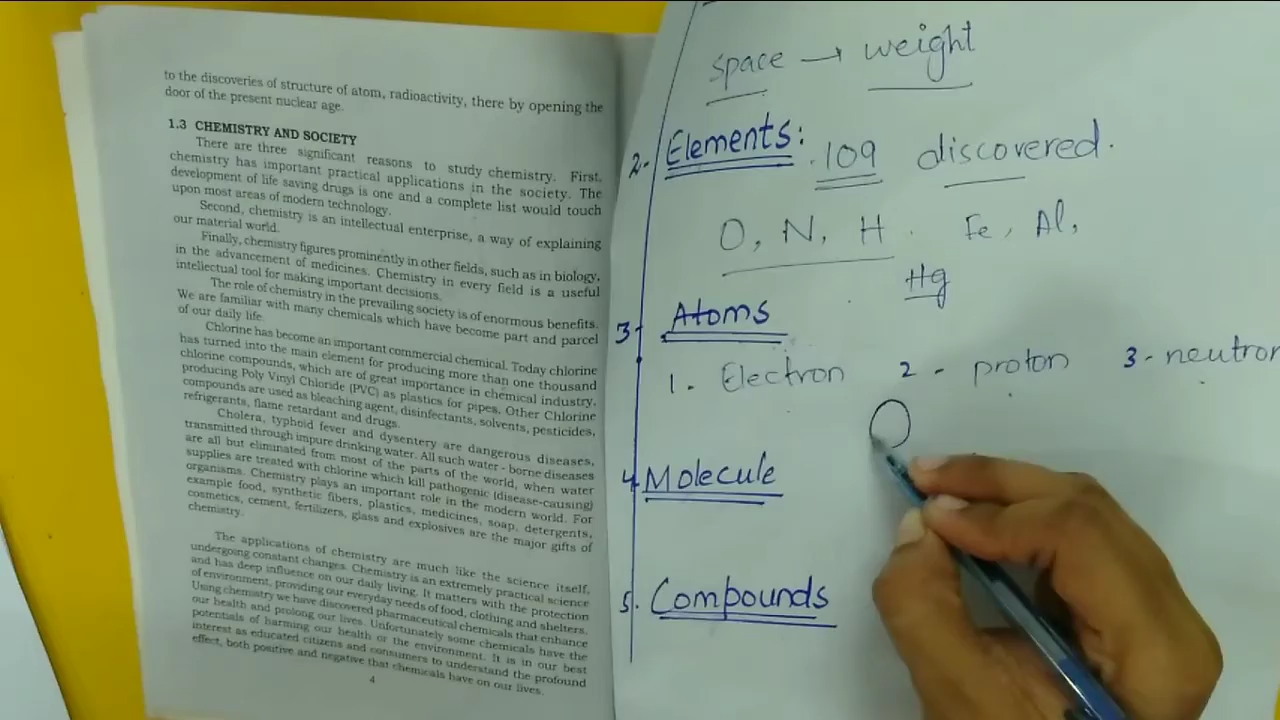 to the discoveries of structure of atom, radioactivity, there by opening the
door of the present nuclear age.
1.3 CHEMISTRY AND SOCIETY
There are three significant reasons to study chemistry. First,
chemistry has important practical applications in the society. The
development of life saving drugs is one and a complete list would touch
upon most areas of modern technology.
Second, chemistry is an intellectual enterprise, a way of explaining
our material world.
Finally, chemistry figures prominently in other fields, such as in biology,
in the advancement of medicines. Chemistry in every field is a useful
intellectual tool for making important decisions.
The role of chemistry in the prevailing society is of enormous benefits.
We are familiar with many chemicals which have become part and parcel
of our daily life.
Chlorine has become an important commercial chemical. Today chlorine
has turned into the main element for producing more than one thousand
chlorine compounds, which are of great importance in chemical industry,
producing Poly Vinyl Chloride (PVC) as plastics for pipes. Other Chlorine
compounds are used as bleaching agent, disinfectants, solvents, pesticides,
refrigerants, flame retardant and drugs.
Cholera, typhoid fever and dysentery are dangerous diseases,
transmitted through impure drinking water. All such water - borne diseases
are all but eliminated from most of the parts of the world, when water
supplies are treated with chlorine which kill pathogenic (disease-causing)
organisms. Chemistry plays an important role in the modern world. For
example food, synthetic fibers, plastics, medicines, soap, detergents,
cosmetics, cement, fertilizers, glass and explosives are the major gifts of
chemistry.
The applications of chemistry are much like the science itself,
undergoing constant changes. Chemistry is an extremely practical science
and has deep influence on our daily living. It matters with the protection
of environment, providing our everyday needs of food, clothing and shelters.
Using chemistry we have discovered pharmaceutical chemicals that enhance
our health and prolong our lives. Unfortunately some chemicals have the
potentials of harming our health or the environment. It is in our best
interest as educated citizens and consumers to understand the profound
effect, both positive and negative that chemicals have on our lives.
4
space → weight
2- Elements: .109 discovered.
O, N, H. Fe, Al,
Hg
3- Atoms
1- Electron 2- proton 3- neutron
4. Molecule
5. Compounds